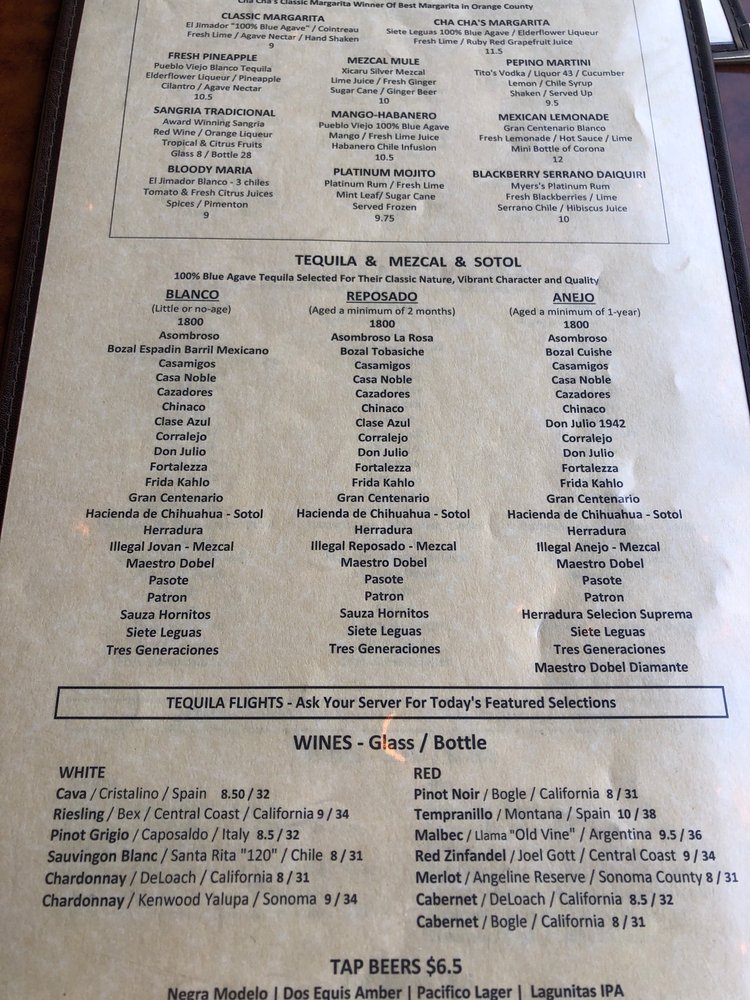 Cha Cha's Classic Margarita Winner Of Best Margarita in Orange County
CLASSIC MARGARITA
El Jimador "100% Blue Agave" / Cointreau
Fresh Lime / Agave Nectar / Hand Shaken
9
CHA CHA'S MARGARITA
Siete Leguas 100% Blue Agave / Elderflower Liqueur
Fresh Lime / Ruby Red Grapefruit Juice
11.5
FRESH PINEAPPLE
Pueblo Viejo Blanco Tequila
Elderflower Liqueur / Pineapple
Cilantro / Agave Nectar
10.5
MEZCAL MULE
Xicaru Silver Mezcal
Lime Juice / Fresh Ginger
Sugar Cane / Ginger Beer
10
PEPINO MARTINI
Tito's Vodka / Liquor 43 / Cucumber
Lemon / Chile Syrup
Shaken / Served Up
9.5
SANGRIA TRADICIONAL
Award Winning Sangria
Red Wine / Orange Liqueur
Tropical & Citrus Fruits
Glass 8 / Bottle 28
MANGO-HABANERO
Pueblo Viejo 100% Blue Agave
Mango / Fresh Lime Juice
Habanero Chile Infusion
10.5
MEXICAN LEMONADE
Gran Centenario Blanco
Fresh Lemonade / Hot Sauce / Lime
Mini Bottle of Corona
12
BLOODY MARIA
El Jimador Blanco - 3 chiles
Tomato & Fresh Citrus Juices
Spices / Pimenton
9
PLATINUM MOJITO
Platinum Rum / Fresh Lime
Mint Leaf/ Sugar Cane
Served Frozen
9.75
BLACKBERRY SERRANO DAIQUIRI
Myers's Platinum Rum
Fresh Blackberries / Lime
Serrano Chile / Hibiscus Juice
10
TEQUILA & MEZCAL & SOTOL
100% Blue Agave Tequila Selected For Their Classic Nature, Vibrant Character and Quality
BLANCO
(Little or no-age)
1800
Asombroso
Bozal Espadin Barril Mexicano
Casamigos
Casa Noble
Cazadores
Chinaco
Clase Azul
Corralejo
Don Julio
Fortalezza
Frida Kahlo
Gran Centenario
Hacienda de Chihuahua - Sotol
Herradura
Illegal Jovan - Mezcal
Maestro Dobel
Pasote
Patron
Sauza Hornitos
Siete Leguas
Tres Generaciones
REPOSADO
(Aged a minimum of 2 months)
1800
Asombroso La Rosa
Bozal Tobasiche
Casamigos
Casa Noble
Cazadores
Chinaco
Clase Azul
Corralejo
Don Julio
Fortalezza
Frida Kahlo
Gran Centenario
Hacienda de Chihuahua - Sotol
Herradura
Illegal Reposado - Mezcal
Maestro Dobel
Pasote
Patron
Sauza Hornitos
Siete Leguas
Tres Generaciones
ANEJO
(Aged a minimum of 1-year)
1800
Asombroso
Bozal Cuishe
Casamigos
Casa Noble
Cazadores
Chinaco
Don Julio 1942
Corralejo
Don Julio
Fortalezza
Frida Kahlo
Gran Centenario
Hacienda de Chihuahua - Sotol
Herradura
Illegal Anejo - Mezcal
Maestro Dobel
Pasote
Patron
Herradura Selecion Suprema
Siete Leguas
Tres Generaciones
Maestro Dobel Diamante
TEQUILA FLIGHTS - Ask Your Server For Today's Featured Selections
WINES - Glass / Bottle
WHITE
Cava / Cristalino / Spain 8.50 / 32
Riesling / Bex / Central Coast / California 9 / 34
Pinot Grigio / Caposaldo / Italy 8.5 / 32
Sauvingon Blanc / Santa Rita "120" / Chile 8 / 31
Chardonnay / DeLoach / California 8 / 31
Chardonnay / Kenwood Yalupa / Sonoma 9 / 34
RED
Pinot Noir / Bogle / California 8 / 31
Tempranillo / Montana / Spain 10 / 38
Malbec / Llama "Old Vine" / Argentina 9.5 / 36
Red Zinfandel / Joel Gott / Central Coast 9 / 34
Merlot / Angeline Reserve / Sonoma County 8 / 31
Cabernet / DeLoach / California 8.5 / 32
Cabernet / Bogle / California 8 / 31
TAP BEERS $6.5
Negra Modelo | Dos Equis Amber | Pacifico Lager | Lagunitas IPA